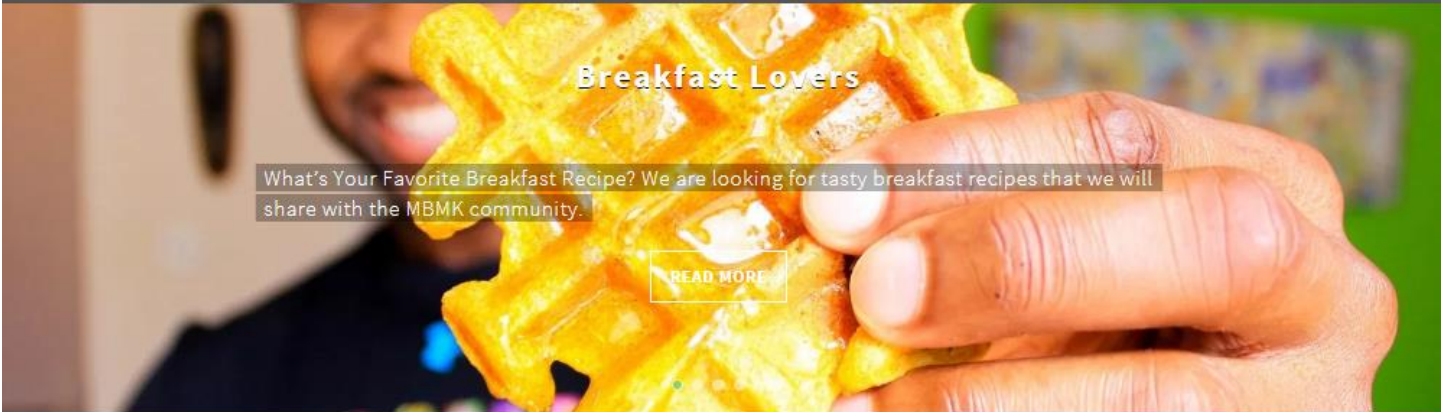 Breakfast Lovers
What's Your Favorite Breakfast Recipe? We are looking for tasty breakfast recipes that we will
share with the MBMK community.
READ MORE